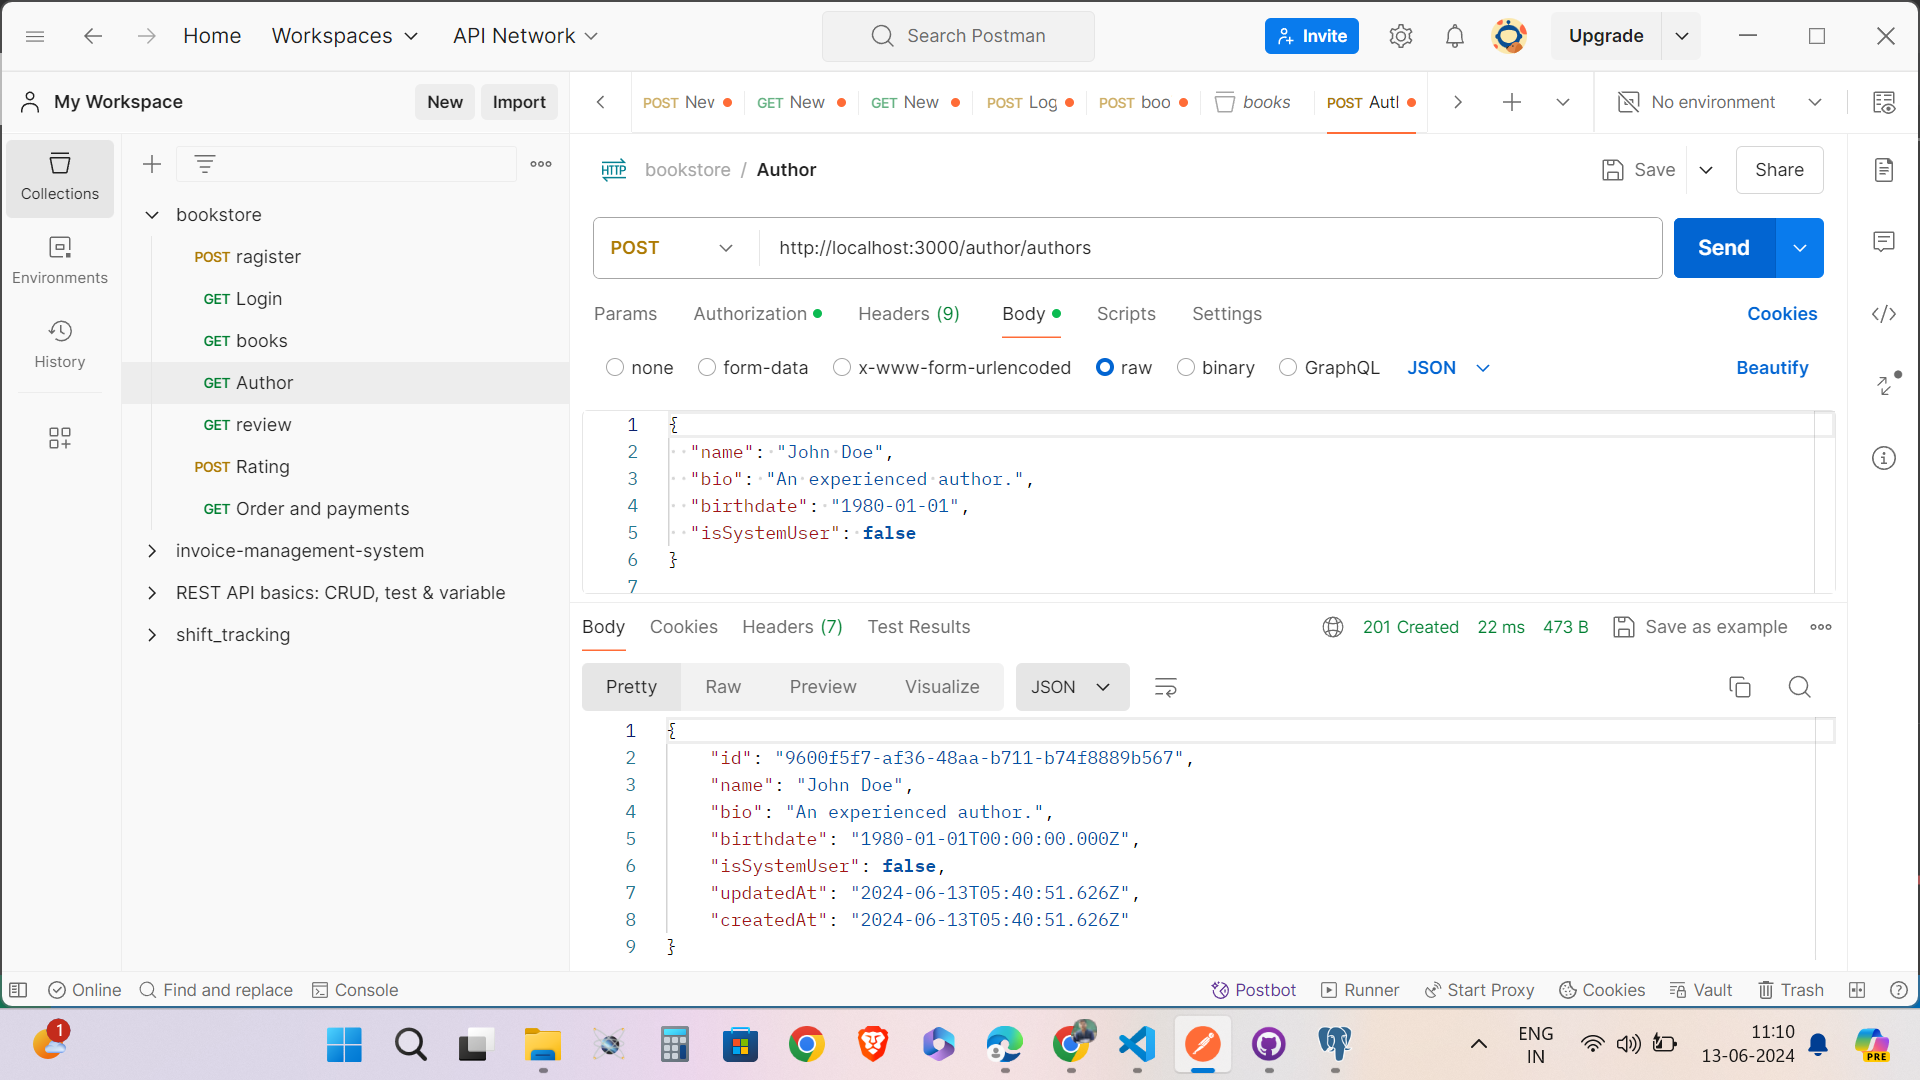 Home
Workspaces
API Network
Search Postman
Invite
Upgrade
My Workspace
New
Import
POST New
GET New
GET New
POST Log
POST boo
books
POST Auth
No environment
Collections
Environments
History
bookstore
POST ragister
GET Login
GET books
GET Author
GET review
POST Rating
GET Order and payments
invoice-management-system
REST API basics: CRUD, test & variable
shift_tracking
HTTP
bookstore / Author
Save
Share
POST
http://localhost:3000/author/authors
Send
Params
Authorization
Headers (9)
Body
Scripts
Settings
Cookies
none
form-data
x-www-form-urlencoded
raw
binary
GraphQL
JSON
Beautify
1 {
2 "name": "John Doe",
3 "bio": "An experienced author.",
4 "birthdate": "1980-01-01",
5 "isSystemUser": false
6 }
7
Body
Cookies
Headers (7)
Test Results
201 Created
22 ms
473 B
Save as example
Pretty
Raw
Preview
Visualize
JSON
1 {
2 "id": "9600f5f7-af36-48aa-b711-b74f8889b567",
3 "name": "John Doe",
4 "bio": "An experienced author.",
5 "birthdate": "1980-01-01T00:00:00.000Z",
6 "isSystemUser": false,
7 "updatedAt": "2024-06-13T05:40:51.626Z",
8 "createdAt": "2024-06-13T05:40:51.626Z"
9 }
Online
Find and replace
Console
Postbot
Runner
Start Proxy
Cookies
Vault
Trash
1
ENG
IN
11:10
13-06-2024
PRE